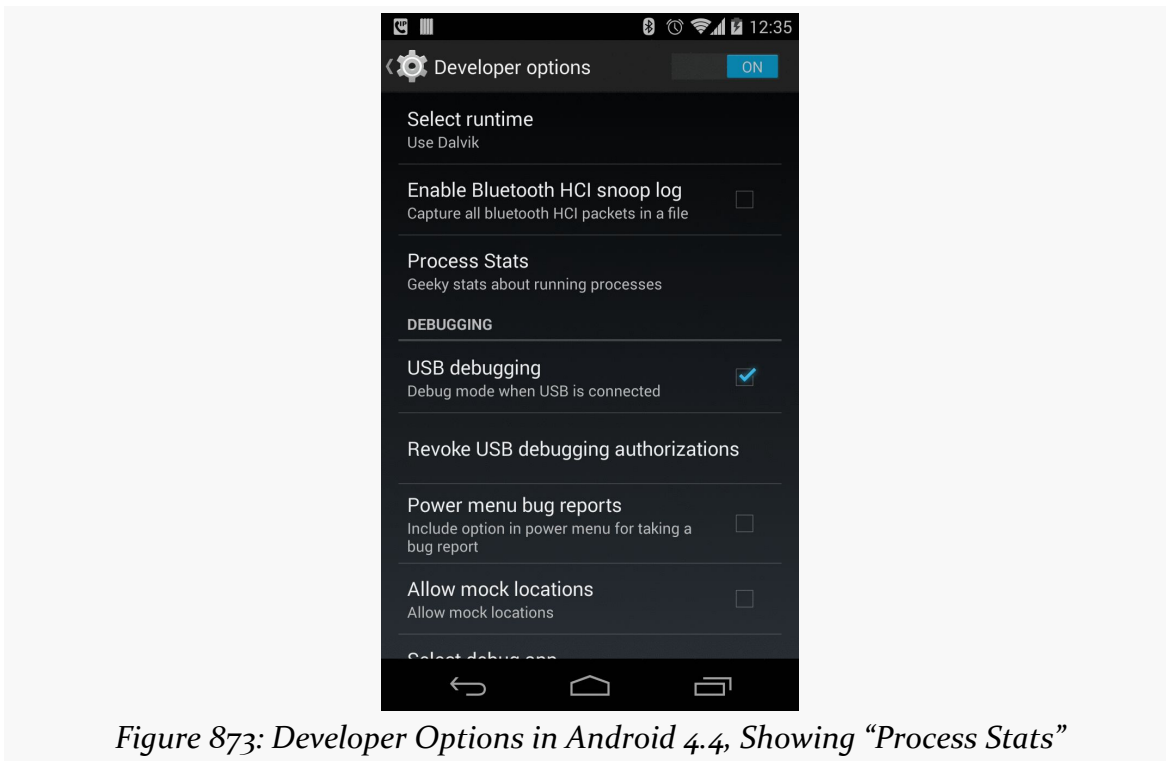 12:35
Developer options
ON
Select runtime
Use Dalvik
Enable Bluetooth HCI snoop log
Capture all bluetooth HCI packets in a file
Process Stats
Geeky stats about running processes
DEBUGGING
USB debugging
Debug mode when USB is connected
Revoke USB debugging authorizations
Power menu bug reports
Include option in power menu for taking a
bug report
Allow mock locations
Allow mock locations
Select debug app
Figure 873: Developer Options in Android 4.4, Showing “Process Stats”